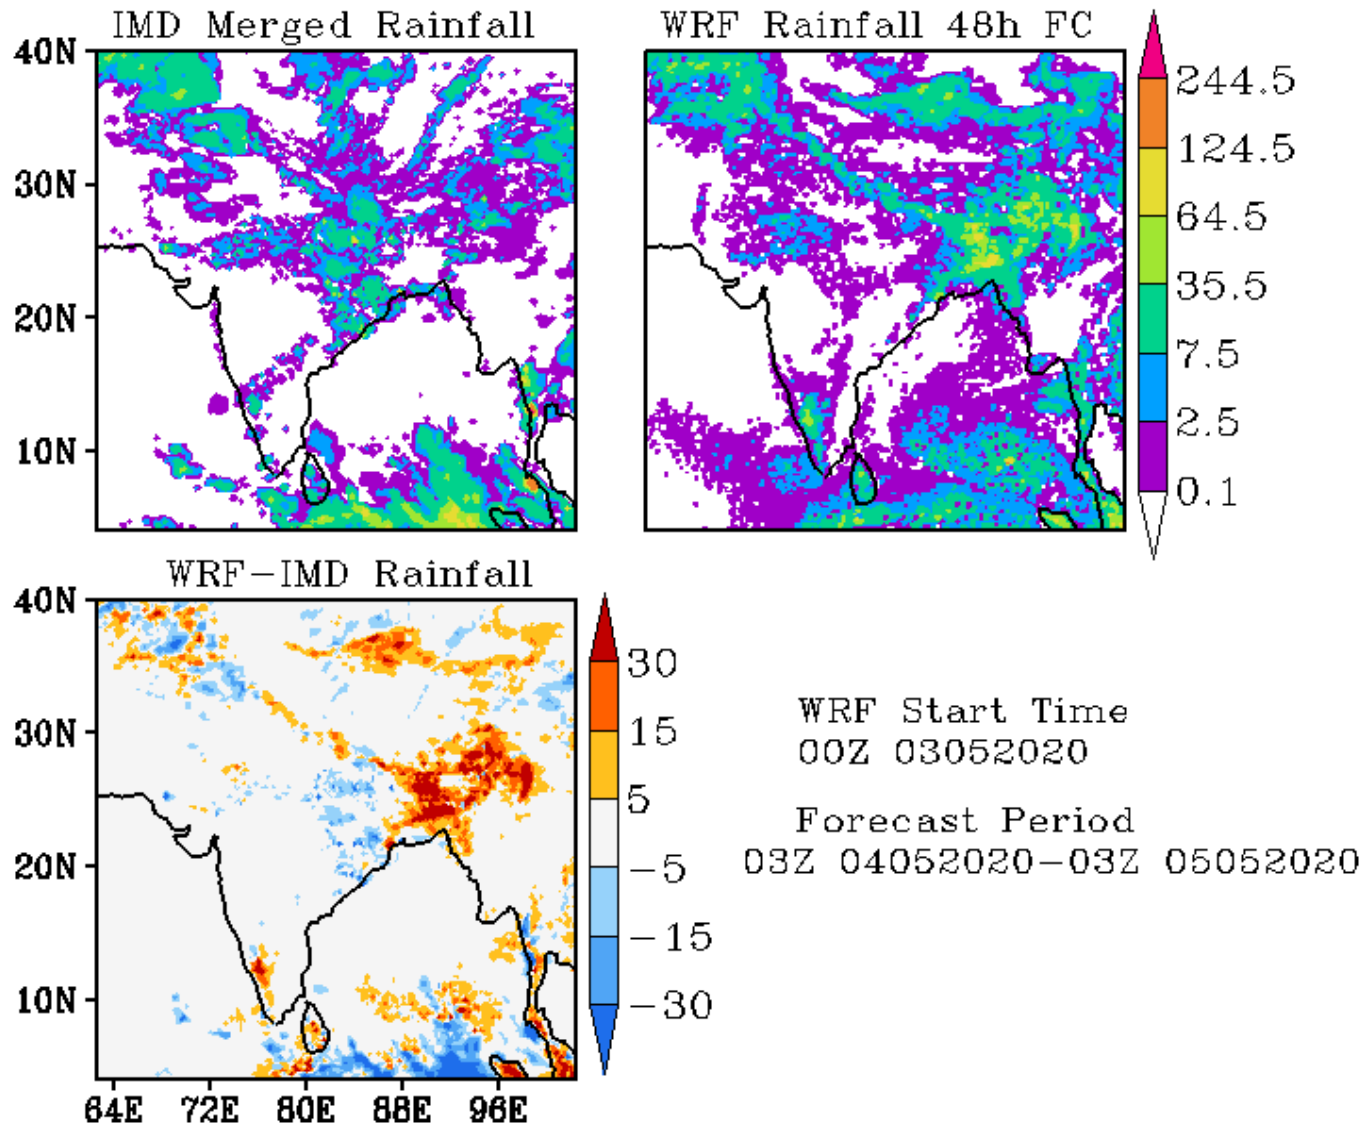 IMD Merged Rainfall
WRF Rainfall 48h FC
40N
30N
20N
10N
244.5
124.5
64.5
35.5
7.5
2.5
0.1
WRF-IMD Rainfall
40N
30N
20N
10N
64E 72E 80E 88E 96E
30
15
5
-5
-15
-30
WRF Start Time
00Z 03052020
Forecast Period
03Z 04052020-03Z 05052020